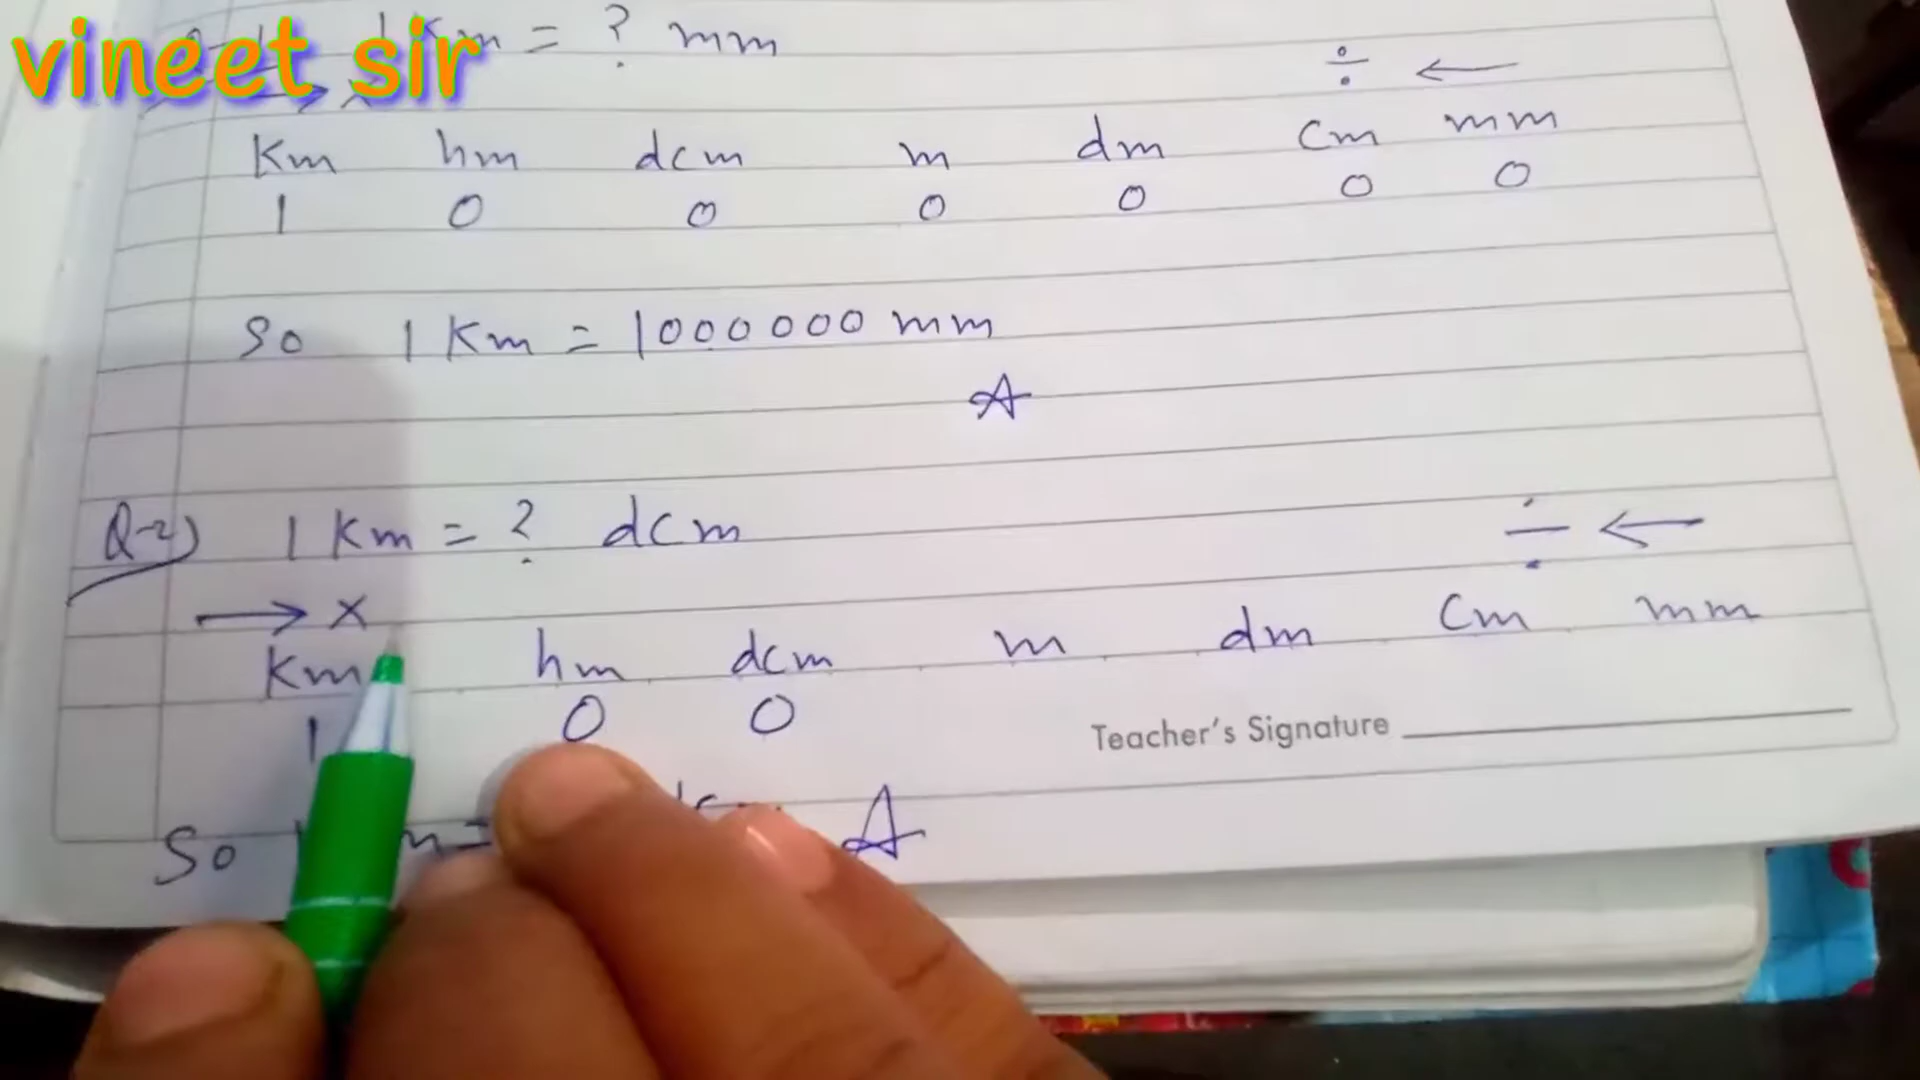 vineet sir
1 Km = ? mm
→ x
÷ ←
Km hm dcm m dm cm mm
1 0 0 0 0 0 0
So 1 Km = 1000000 mm
A
Q-2) 1 Km = ? dcm
→ x ÷ ←
Km hm dcm m dm cm mm
1 0 0
Teacher's Signature
So A